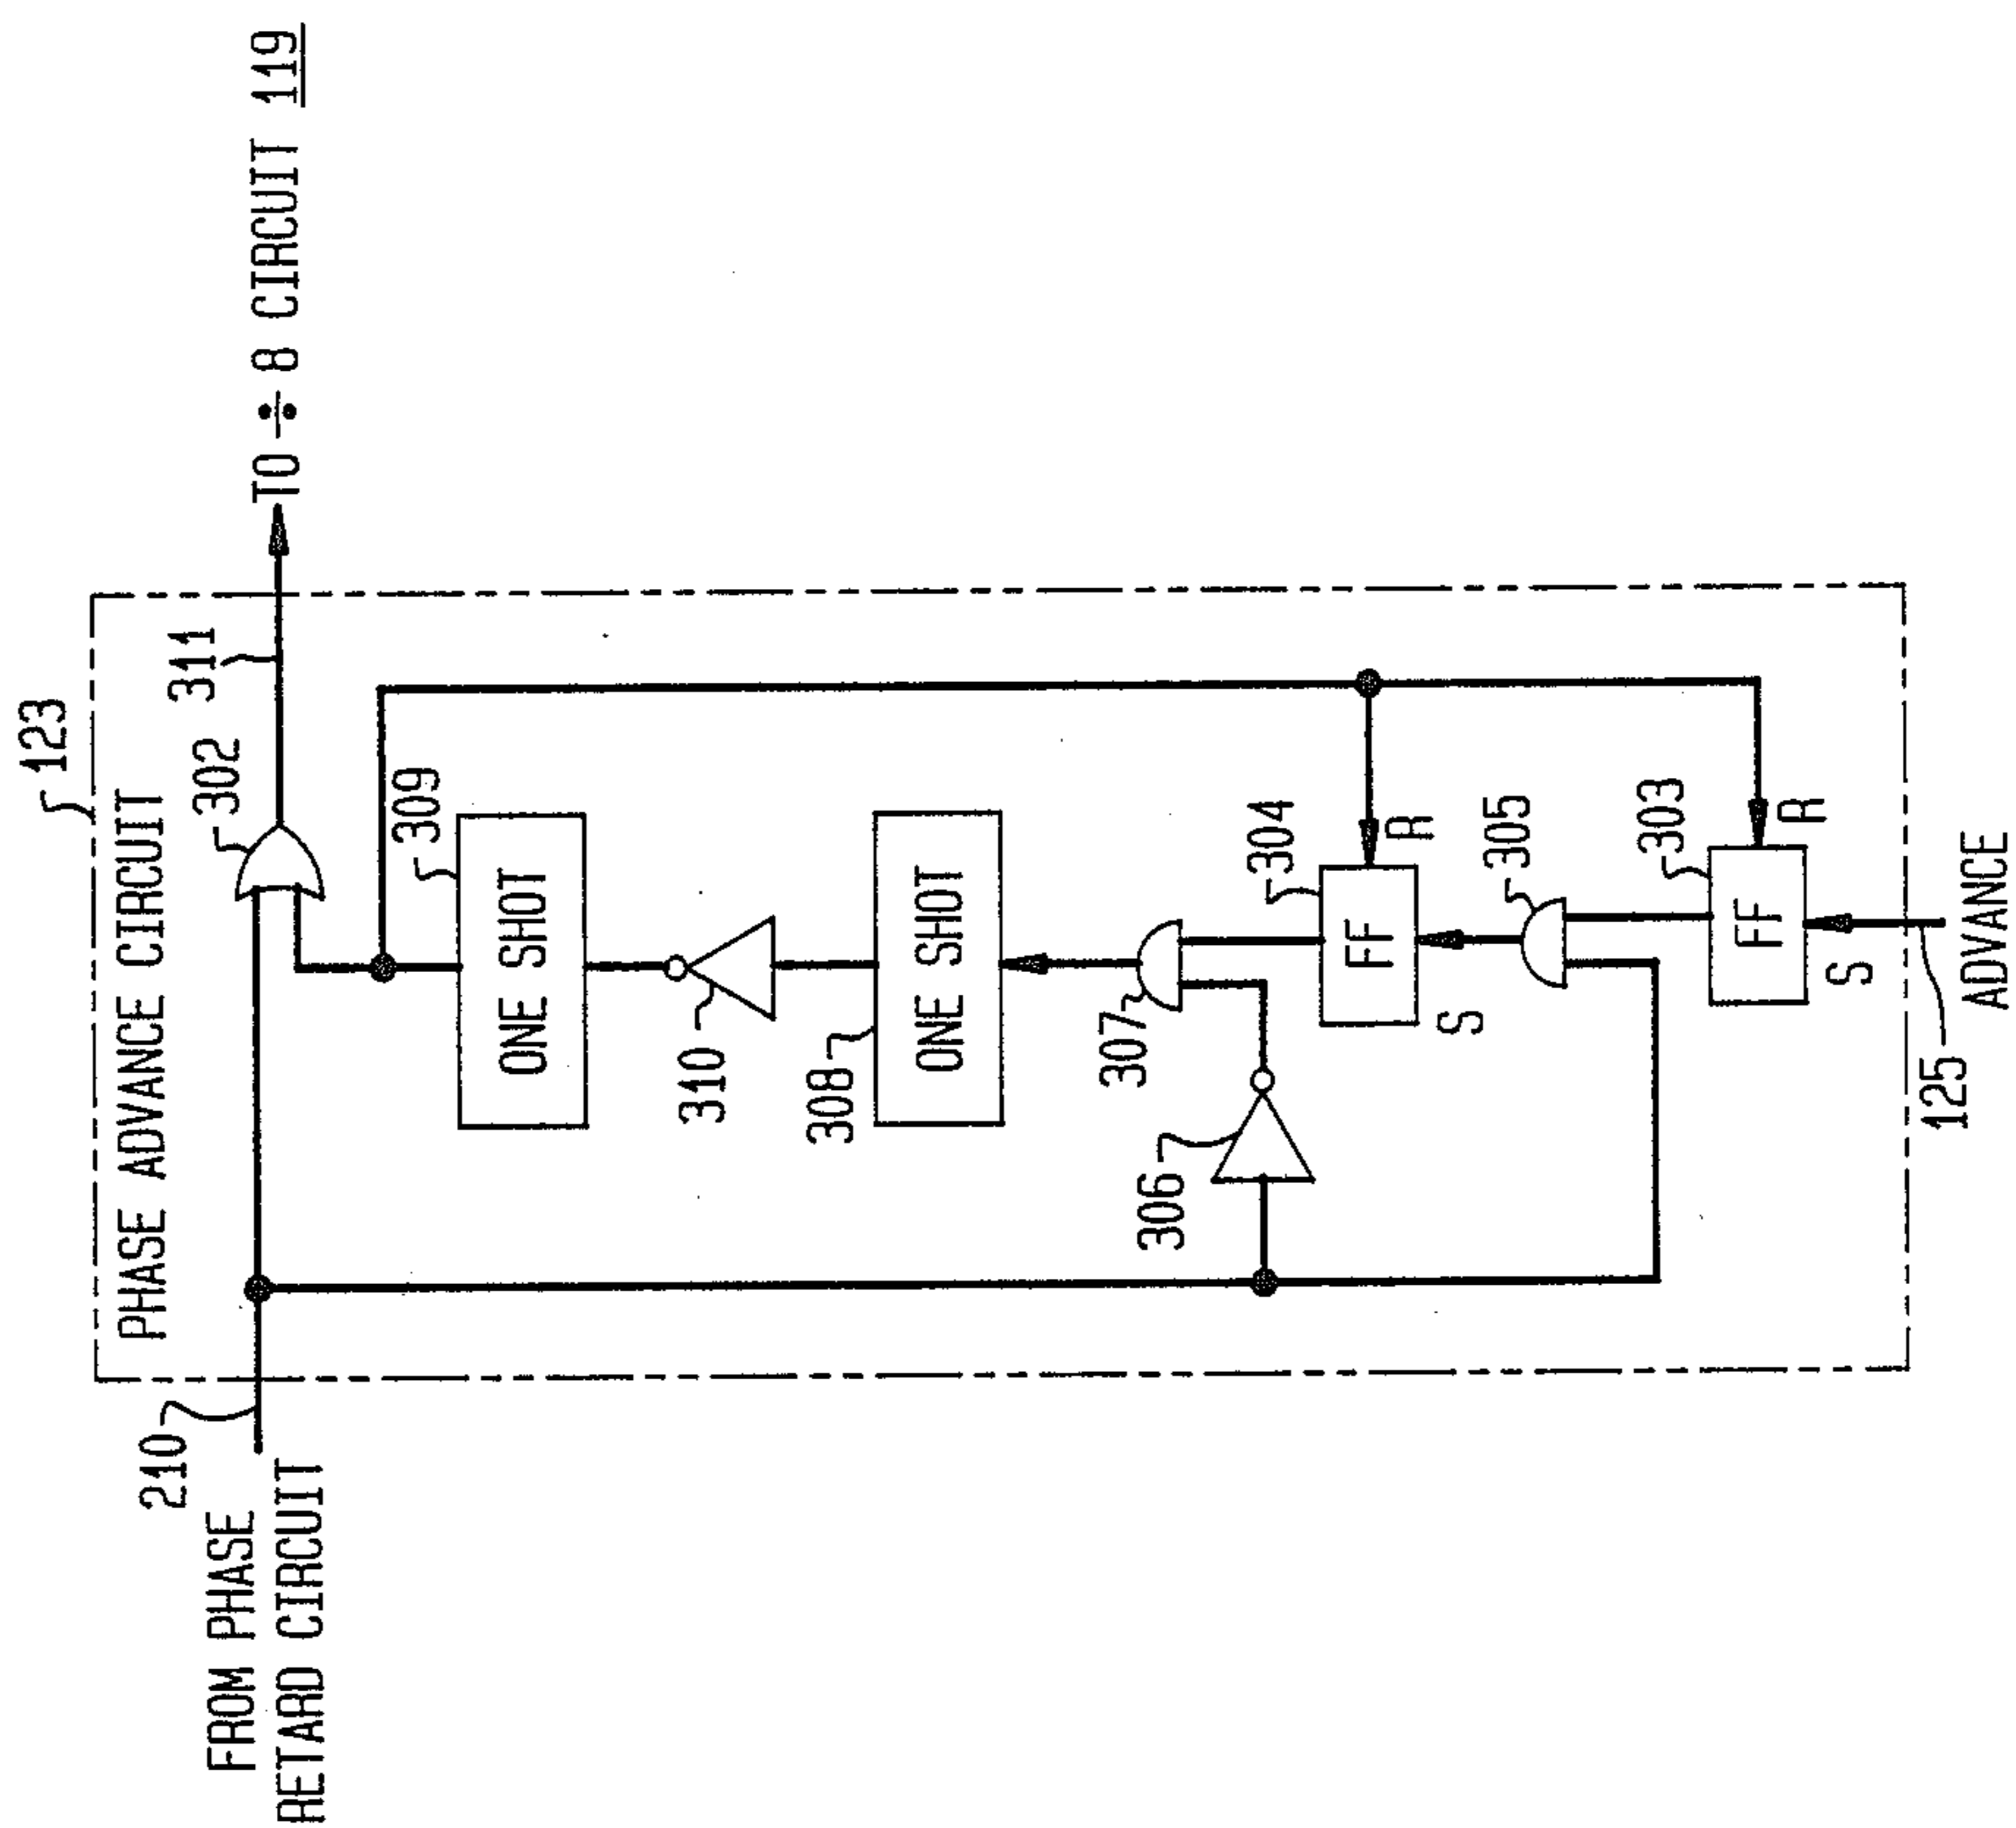 123
PHASE ADVANCE CIRCUIT
FROM PHASE
RETARD CIRCUIT
210
302
311
TO ÷ 8 CIRCUIT 119
309
ONE SHOT
310
308
ONE SHOT
307
306
304
FF
R
S
305
303
FF
R
S
125
ADVANCE